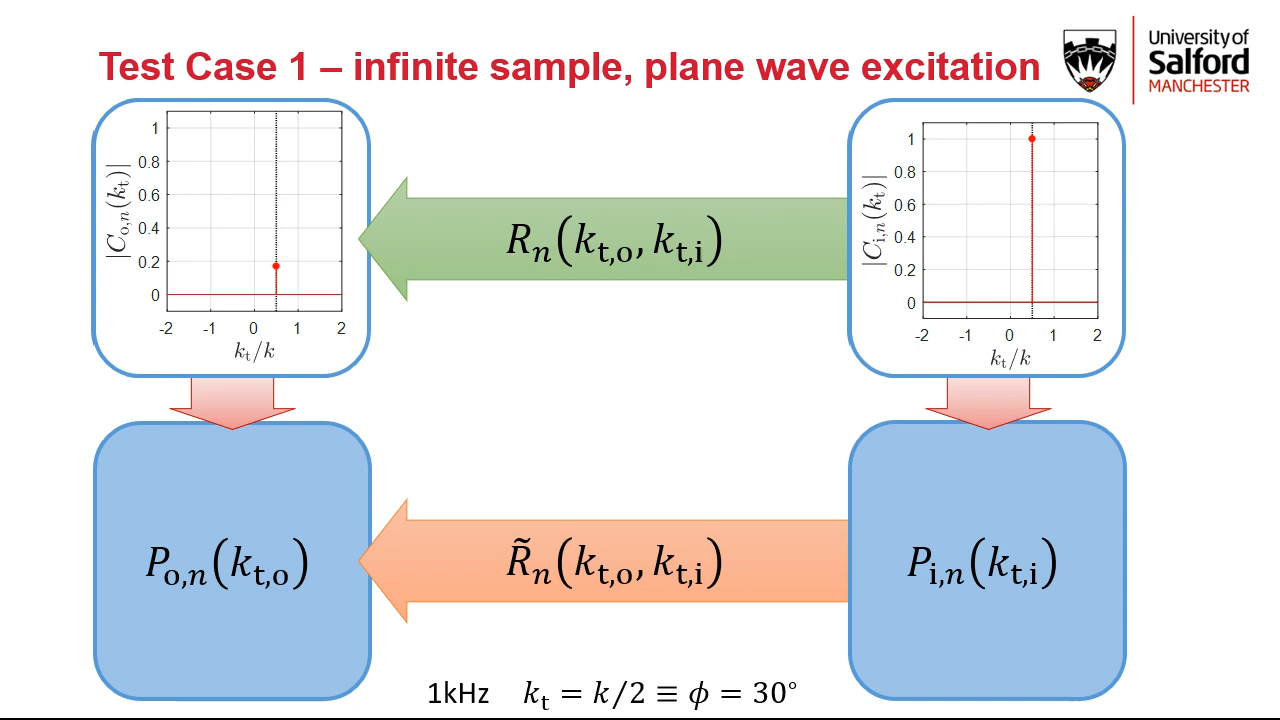 Test Case 1 – infinite sample, plane wave excitation
University of
Salford
MANCHESTER
1
0.8
0.6
0.4
0.2
0
-2 -1 0 1 2
|C_{o,n}(k_t)|
k_t/k
R_n(k_{t,o}, k_{t,i})
1
0.8
0.6
0.4
0.2
0
-2 -1 0 1 2
|C_{i,n}(k_t)|
k_t/k
P_{o,n}(k_{t,o})
R̃_n(k_{t,o}, k_{t,i})
P_{i,n}(k_{t,i})
1kHz k_t = k/2 ≡ ϕ = 30°